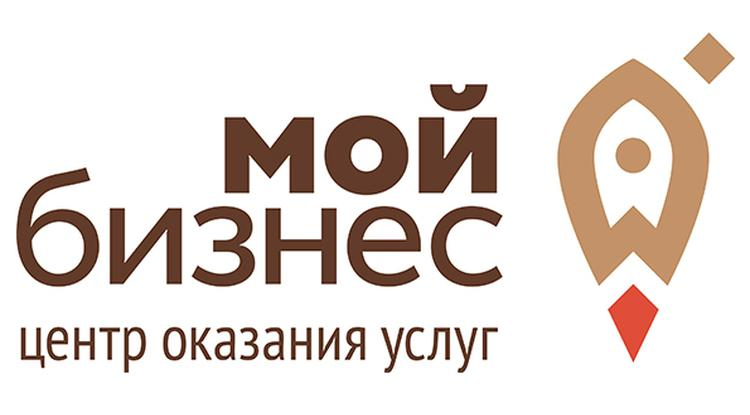 мой
бизнес
центр оказания услуг